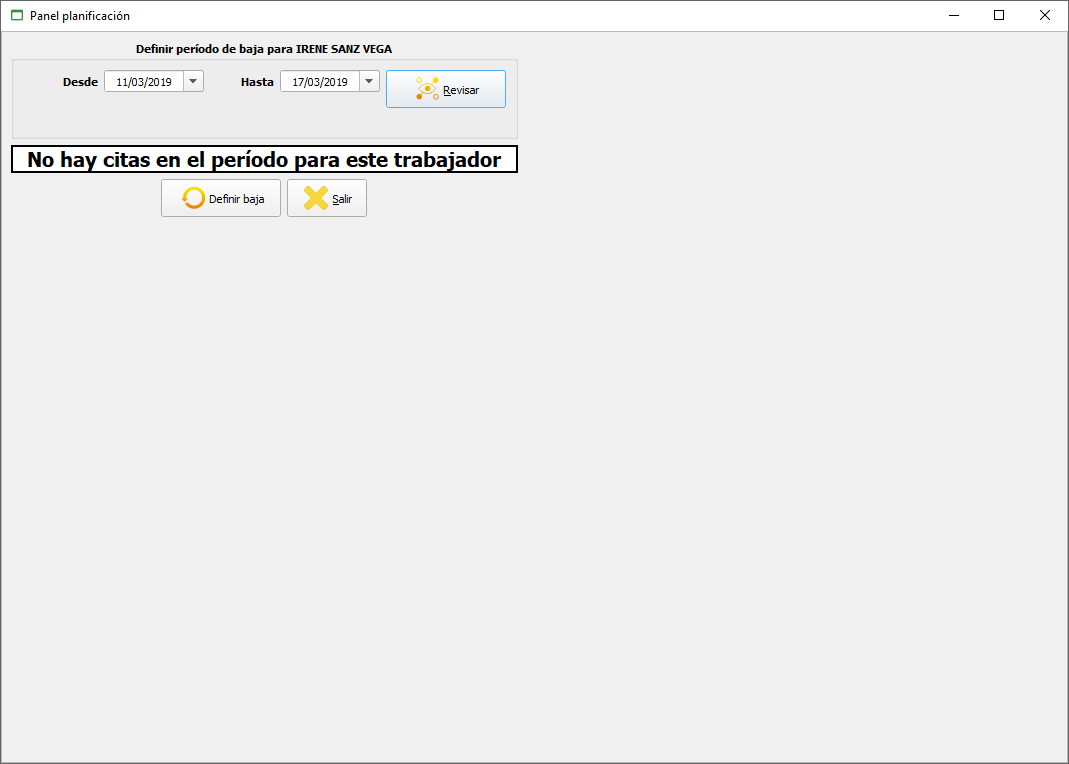 Panel planificación
Definir período de baja para IRENE SANZ VEGA
Desde 11/03/2019 Hasta 17/03/2019 Revisar
No hay citas en el período para este trabajador
Definir baja Salir